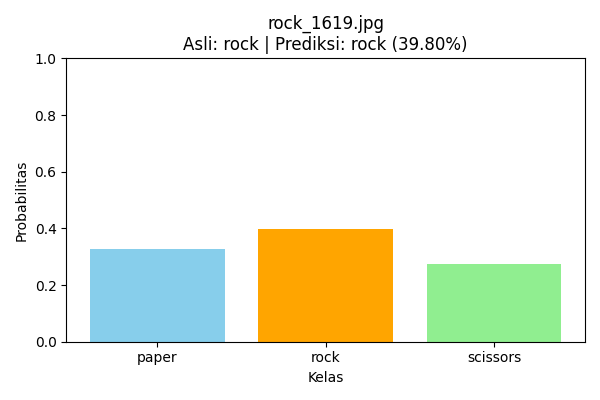 rock_1619.jpg
Asli: rock | Prediksi: rock (39.80%)
1.0
0.8
0.6
0.4
0.2
0.0
Probabilitas
paper rock scissors
Kelas